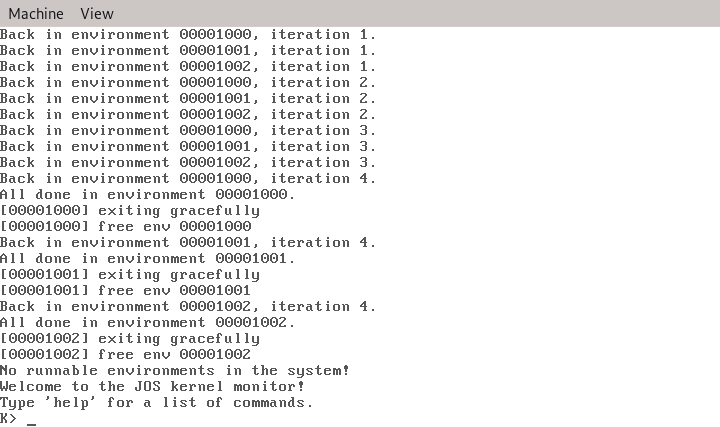 Machine View
Back in environment 00001000, iteration 1.
Back in environment 00001001, iteration 1.
Back in environment 00001002, iteration 1.
Back in environment 00001000, iteration 2.
Back in environment 00001001, iteration 2.
Back in environment 00001002, iteration 2.
Back in environment 00001000, iteration 3.
Back in environment 00001001, iteration 3.
Back in environment 00001002, iteration 3.
Back in environment 00001000, iteration 4.
All done in environment 00001000.
[00001000] exiting gracefully
[00001000] free env 00001000
Back in environment 00001001, iteration 4.
All done in environment 00001001.
[00001001] exiting gracefully
[00001001] free env 00001001
Back in environment 00001002, iteration 4.
All done in environment 00001002.
[00001002] exiting gracefully
[00001002] free env 00001002
No runnable environments in the system!
Welcome to the JOS kernel monitor!
Type 'help' for a list of commands.
K> _